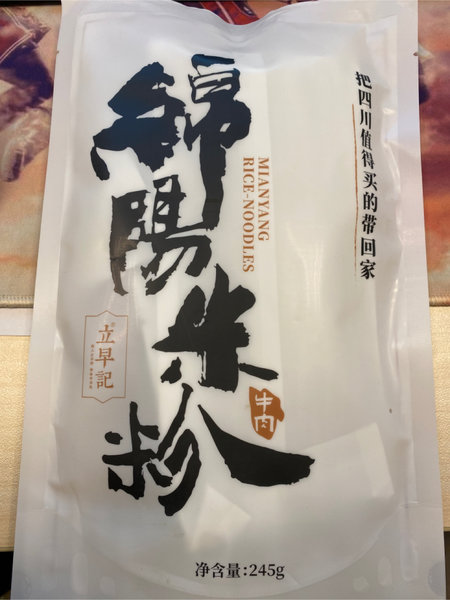 綿陽米粉
MIANYANG
RICE-NOODLES
把四川值得买的带回家
立早記
牛肉
净含量:245g